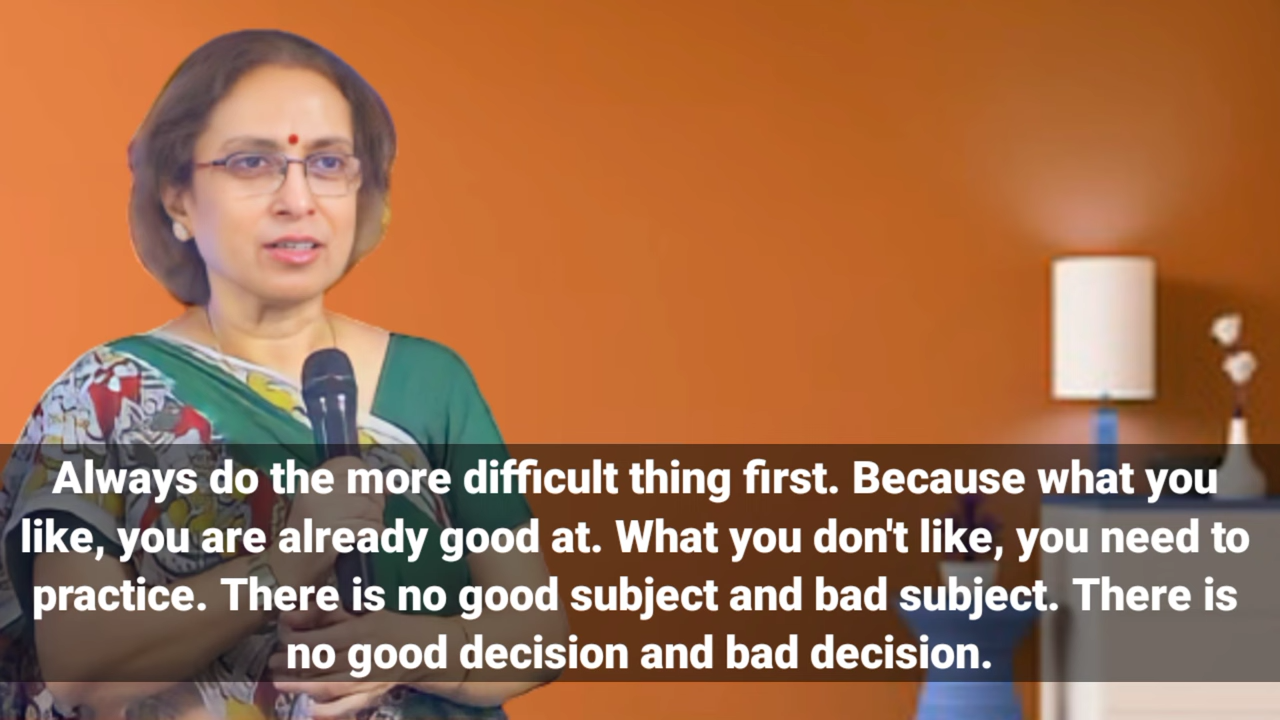 Always do the more difficult thing first. Because what you
like, you are already good at. What you don't like, you need to
practice. There is no good subject and bad subject. There is
no good decision and bad decision.